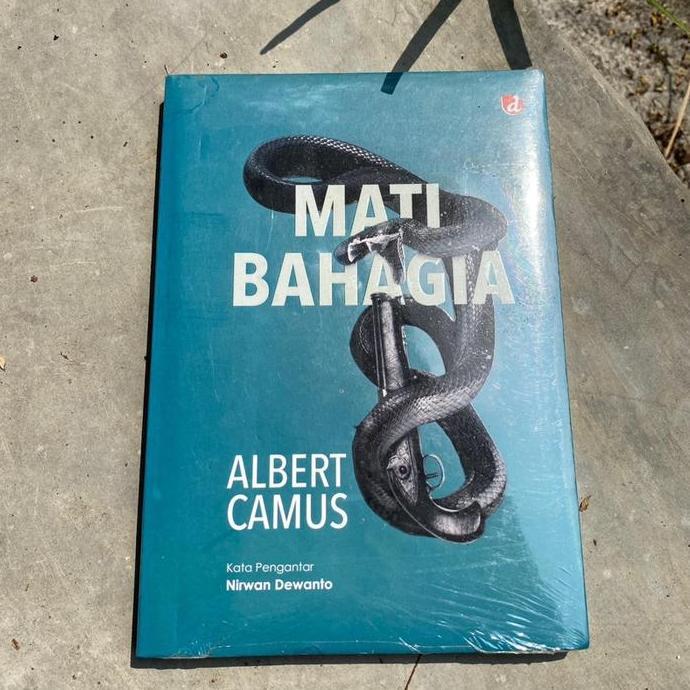 d
MATI
BAHAGIA
ALBERT
CAMUS
Kata Pengantar
Nirwan Dewanto